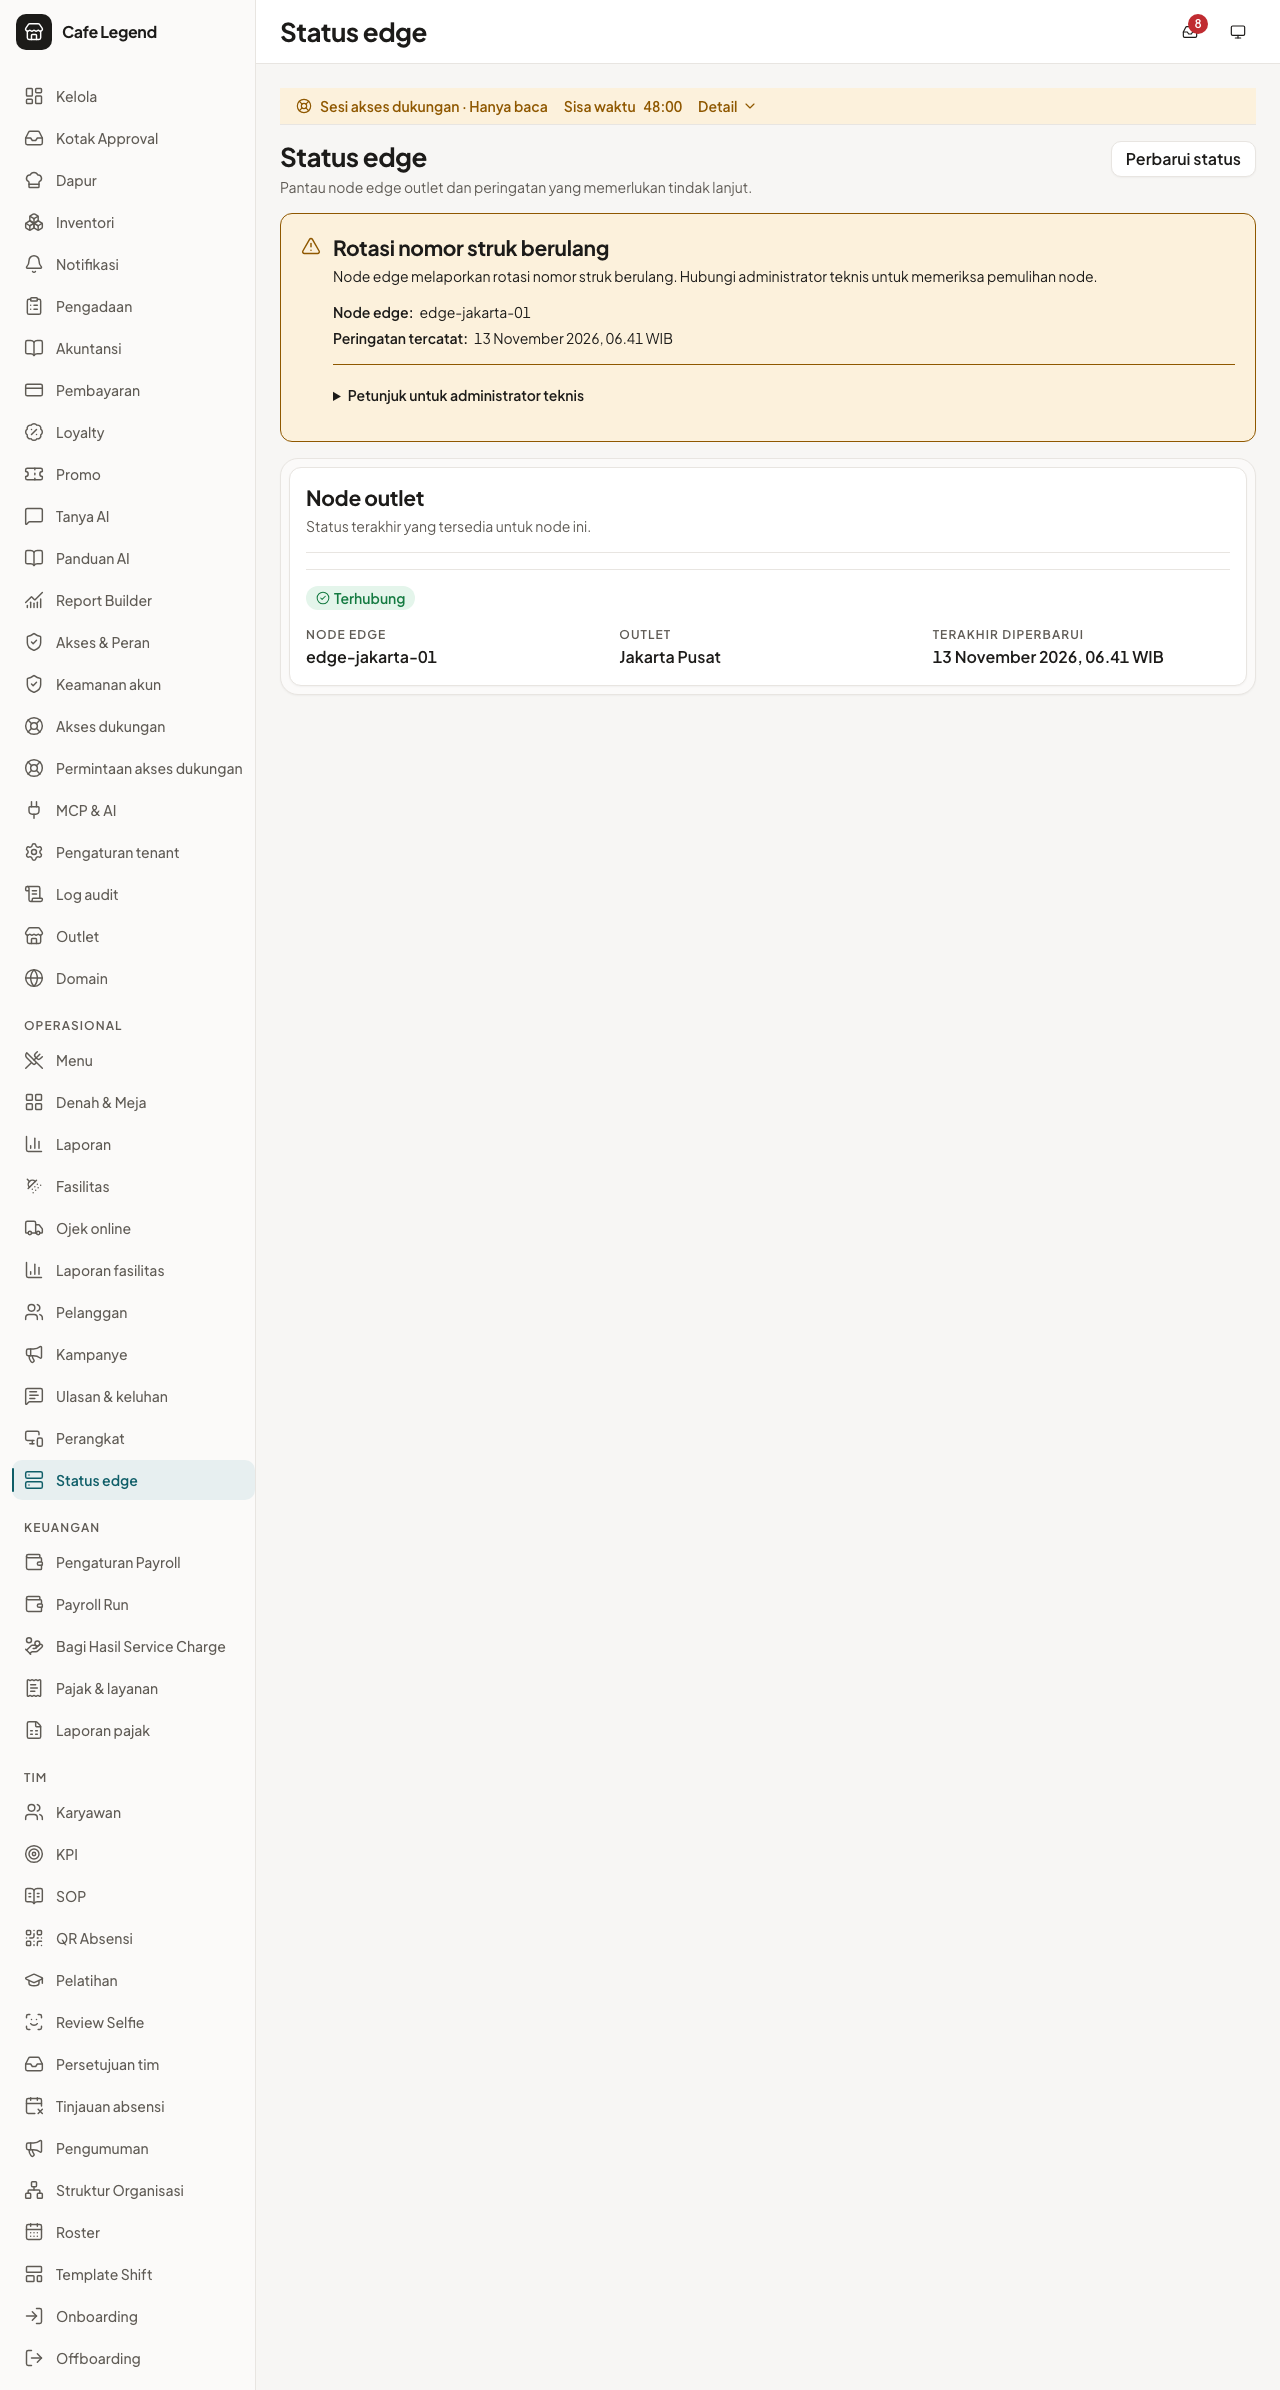 Cafe Legend
Status edge
8
Kelola
Kotak Approval
Dapur
Inventori
Notifikasi
Pengadaan
Akuntansi
Pembayaran
Loyalty
Promo
Tanya AI
Panduan AI
Report Builder
Akses & Peran
Keamanan akun
Akses dukungan
Permintaan akses dukungan
MCP & AI
Pengaturan tenant
Log audit
Outlet
Domain
OPERASIONAL
Menu
Denah & Meja
Laporan
Fasilitas
Ojek online
Laporan fasilitas
Pelanggan
Kampanye
Ulasan & keluhan
Perangkat
Status edge
KEUANGAN
Pengaturan Payroll
Payroll Run
Bagi Hasil Service Charge
Pajak & layanan
Laporan pajak
TIM
Karyawan
KPI
SOP
QR Absensi
Pelatihan
Review Selfie
Persetujuan tim
Tinjauan absensi
Pengumuman
Struktur Organisasi
Roster
Template Shift
Onboarding
Offboarding
Sesi akses dukungan · Hanya baca Sisa waktu 48:00 Detail
Status edge
Perbarui status
Pantau node edge outlet dan peringatan yang memerlukan tindak lanjut.
Rotasi nomor struk berulang
Node edge melaporkan rotasi nomor struk berulang. Hubungi administrator teknis untuk memeriksa pemulihan node.
Node edge: edge-jakarta-01
Peringatan tercatat: 13 November 2026, 06.41 WIB
Petunjuk untuk administrator teknis
Node outlet
Status terakhir yang tersedia untuk node ini.
Terhubung
NODE EDGE OUTLET TERAKHIR DIPERBARUI
edge-jakarta-01 Jakarta Pusat 13 November 2026, 06.41 WIB